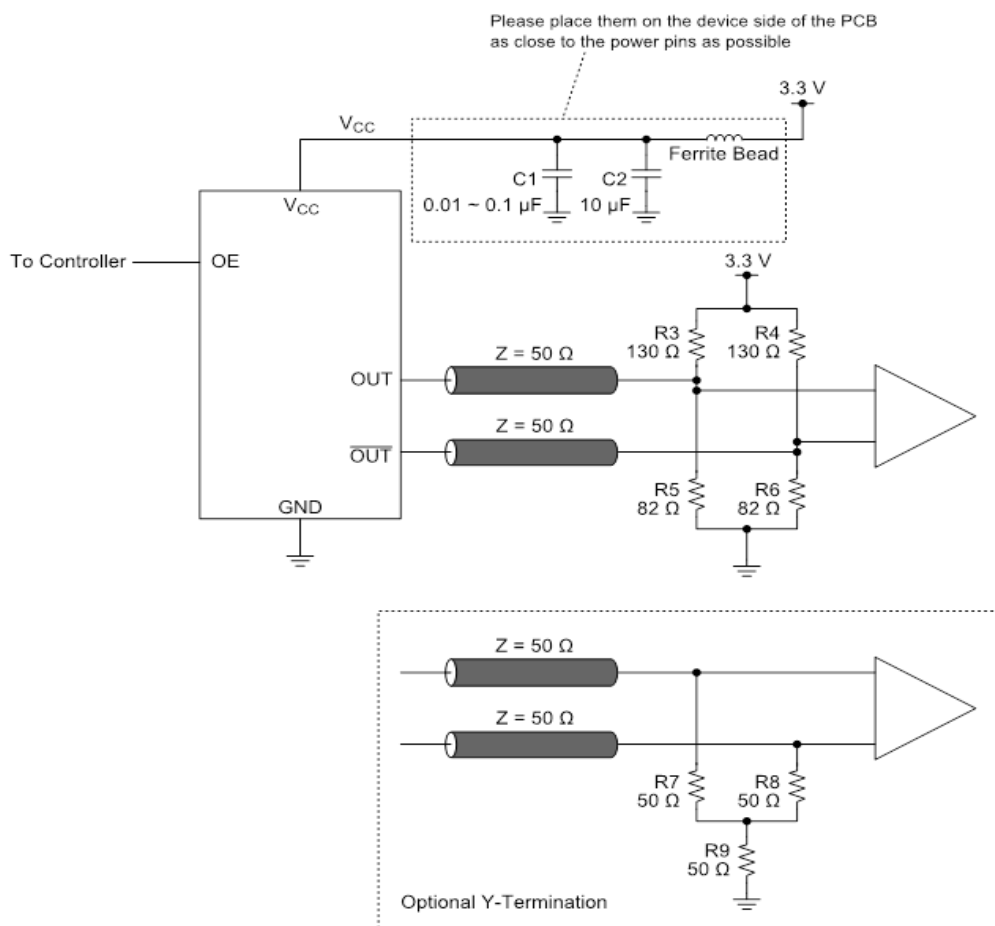 Please place them on the device side of the PCB
as close to the power pins as possible
3.3 V
VCC
Ferrite Bead
C1
0.01 ~ 0.1 µF
C2
10 µF
VCC
To Controller
OE
3.3 V
R3
130 Ω
R4
130 Ω
Z = 50 Ω
OUT
Z = 50 Ω
OUT
R5
82 Ω
R6
82 Ω
GND
Z = 50 Ω
Z = 50 Ω
R7
50 Ω
R8
50 Ω
R9
50 Ω
Optional Y-Termination